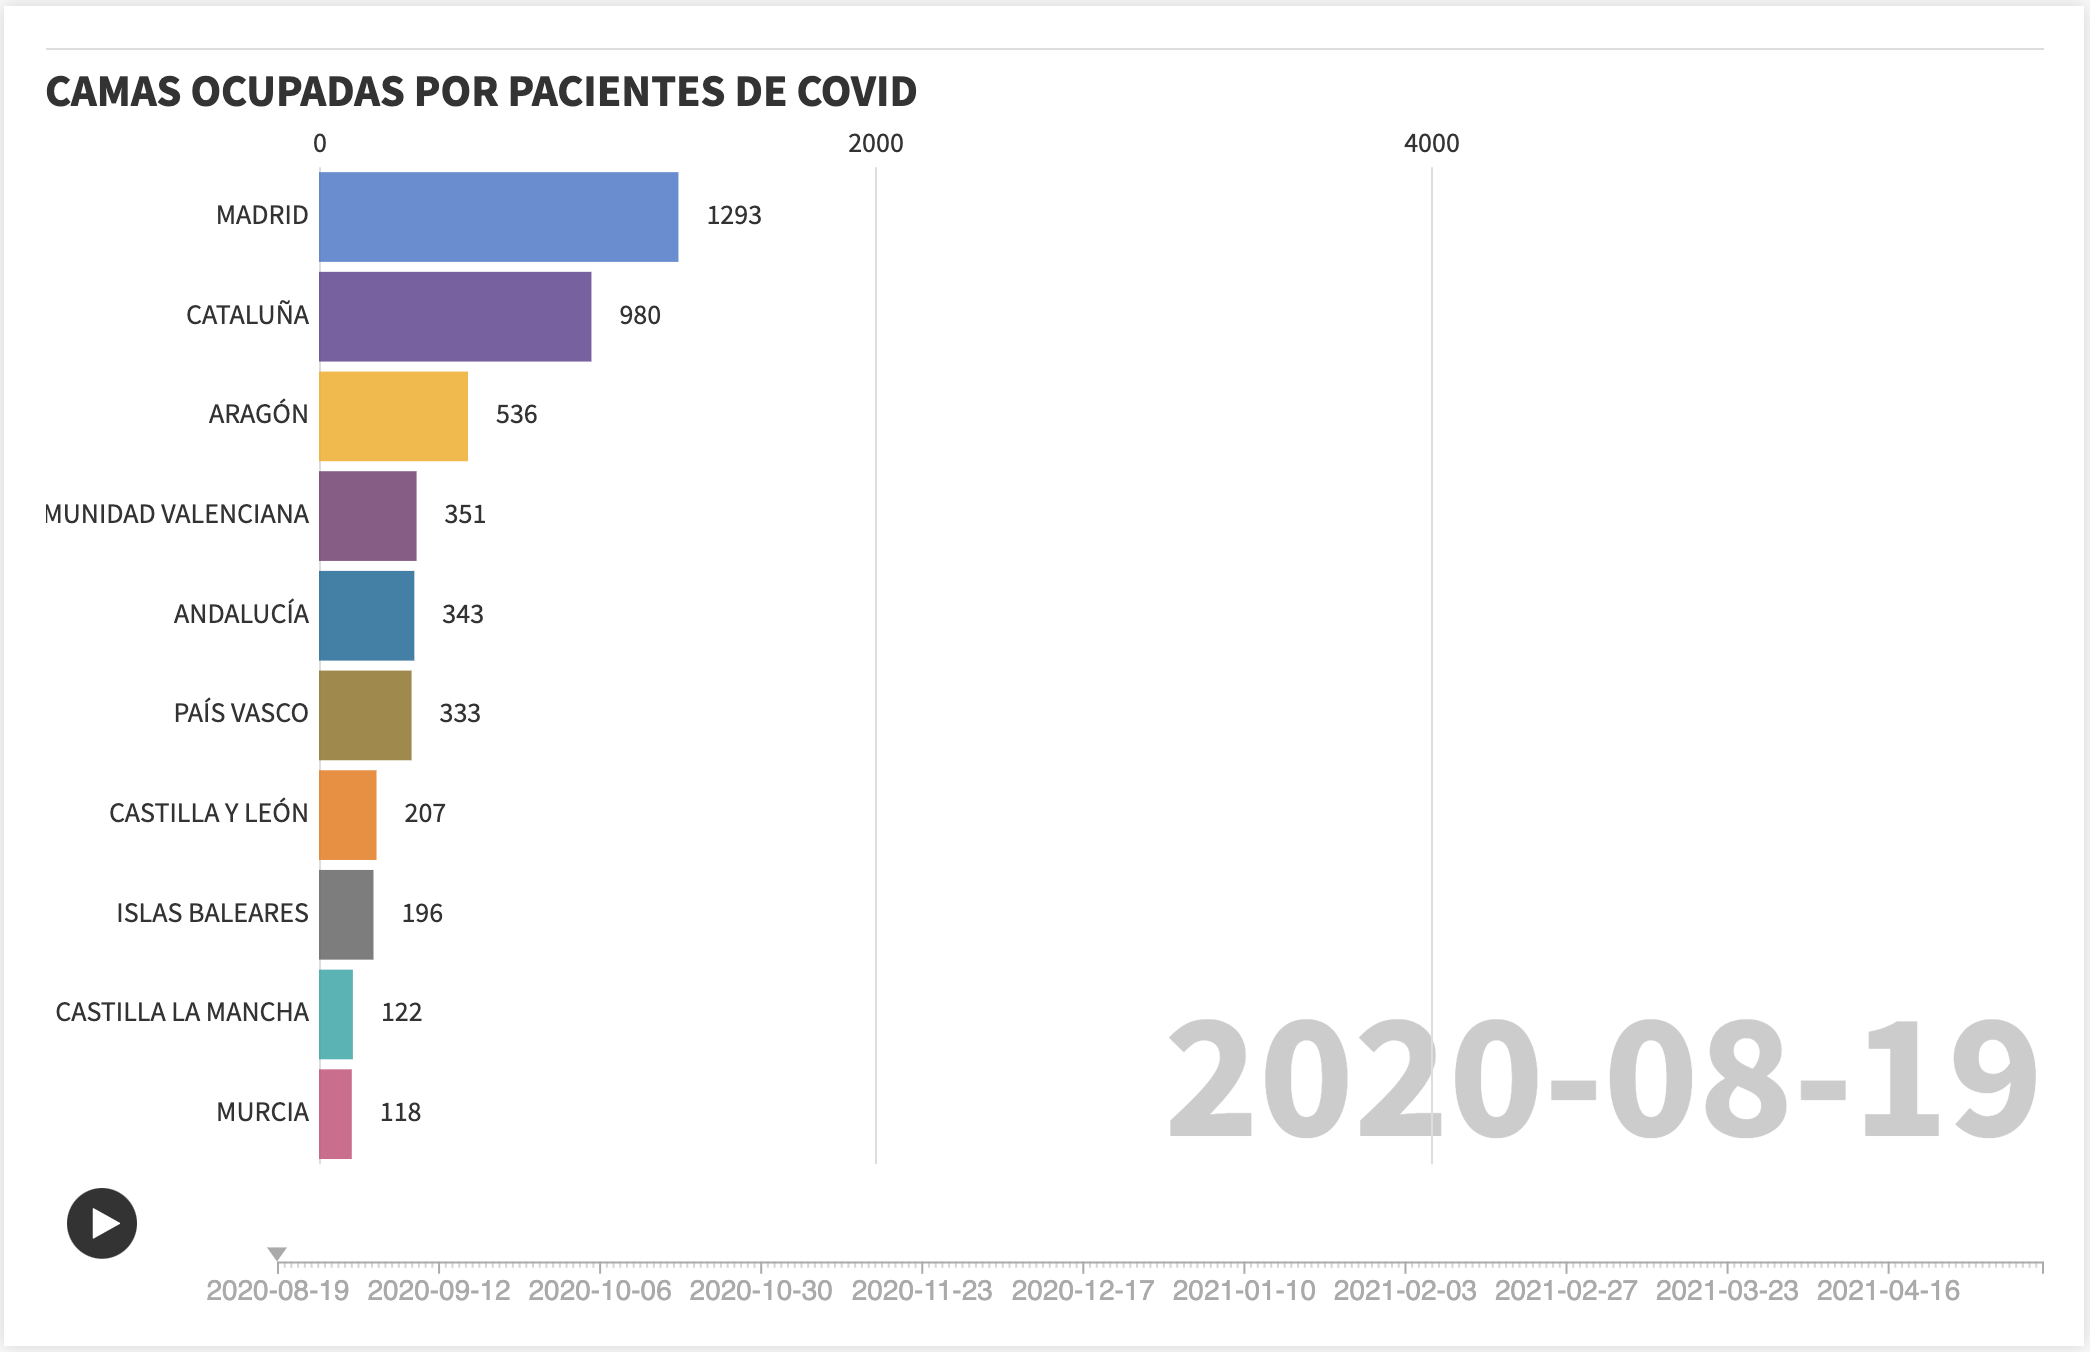 CAMAS OCUPADAS POR PACIENTES DE COVID
0 2000 4000
MADRID 1293
CATALUÑA 980
ARAGÓN 536
MUNIDAD VALENCIANA 351
ANDALUCÍA 343
PAÍS VASCO 333
CASTILLA Y LEÓN 207
ISLAS BALEARES 196
CASTILLA LA MANCHA 122
MURCIA 118
2020-08-19
2020-08-19 2020-09-12 2020-10-06 2020-10-30 2020-11-23 2020-12-17 2021-01-10 2021-02-03 2021-02-27 2021-03-23 2021-04-16